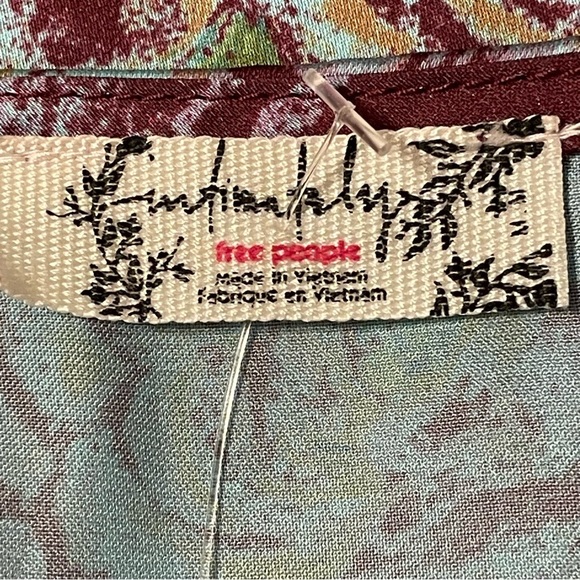 intimately
free people
Made in Vietnam
Fabriqué en Vietnam